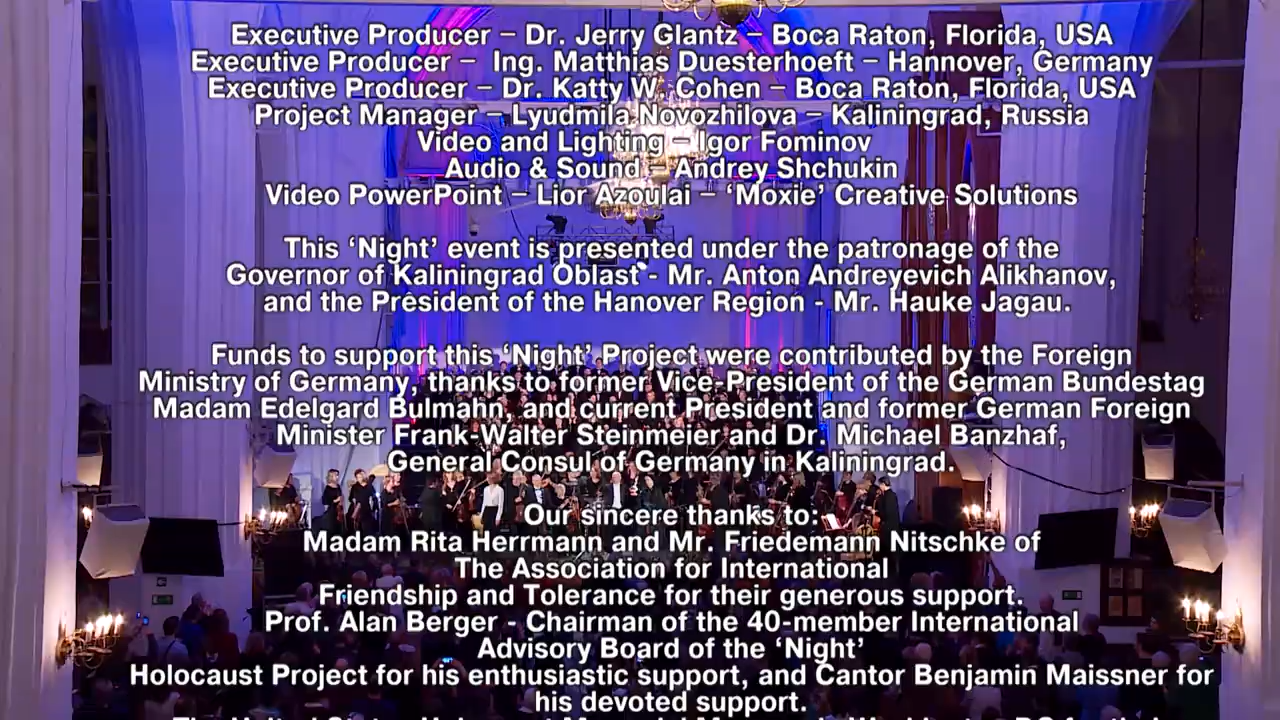 Executive Producer – Dr. Jerry Glantz – Boca Raton, Florida, USA
Executive Producer – Ing. Matthias Duesterhoeft – Hannover, Germany
Executive Producer – Dr. Katty W. Cohen – Boca Raton, Florida, USA
Project Manager – Lyudmila Novozhilova – Kaliningrad, Russia
Video and Lighting – Igor Fominov
Audio & Sound – Andrey Shchukin
Video PowerPoint – Lior Azoulai – ‘Moxie’ Creative Solutions
This ‘Night’ event is presented under the patronage of the
Governor of Kaliningrad Oblast - Mr. Anton Andreyevich Alikhanov,
and the President of the Hanover Region - Mr. Hauke Jagau.
Funds to support this ‘Night’ Project were contributed by the Foreign
Ministry of Germany, thanks to former Vice-President of the German Bundestag
Madam Edelgard Bulmahn, and current President and former German Foreign
Minister Frank-Walter Steinmeier and Dr. Michael Banzhaf,
General Consul of Germany in Kaliningrad.
Our sincere thanks to:
Madam Rita Herrmann and Mr. Friedemann Nitschke of
The Association for International
Friendship and Tolerance for their generous support.
Prof. Alan Berger - Chairman of the 40-member International
Advisory Board of the ‘Night’
Holocaust Project for his enthusiastic support, and Cantor Benjamin Maissner for
his devoted support.